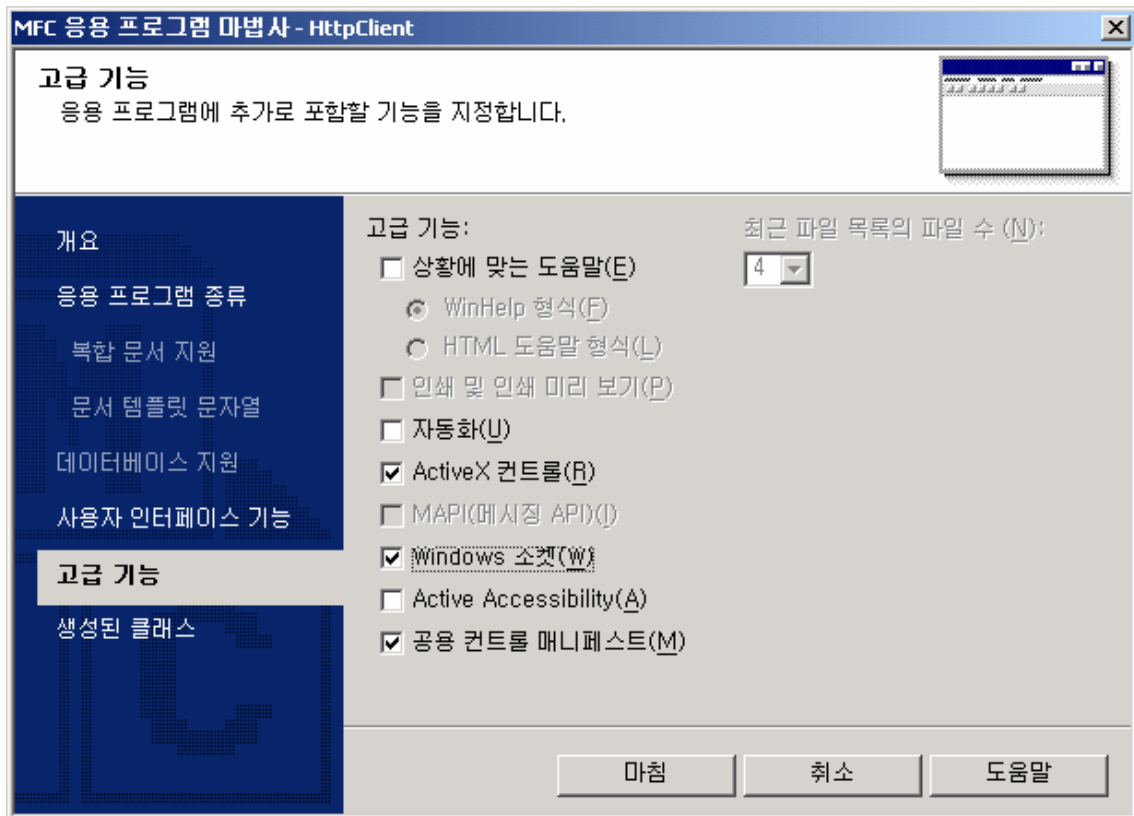 MFC 응용 프로그램 마법사 - HttpClient
고급 기능
응용 프로그램에 추가로 포함할 기능을 지정합니다.
개요
응용 프로그램 종류
복합 문서 지원
문서 템플릿 문자열
데이터베이스 지원
사용자 인터페이스 기능
고급 기능
생성된 클래스
고급 기능:
상황에 맞는 도움말(E)
WinHelp 형식(F)
HTML 도움말 형식(L)
인쇄 및 인쇄 미리 보기(P)
자동화(U)
ActiveX 컨트롤(R)
MAPI(메시징 API)(I)
Windows 소켓(W)
Active Accessibility(A)
공용 컨트롤 매니페스트(M)
최근 파일 목록의 파일 수 (N):
4
마침
취소
도움말